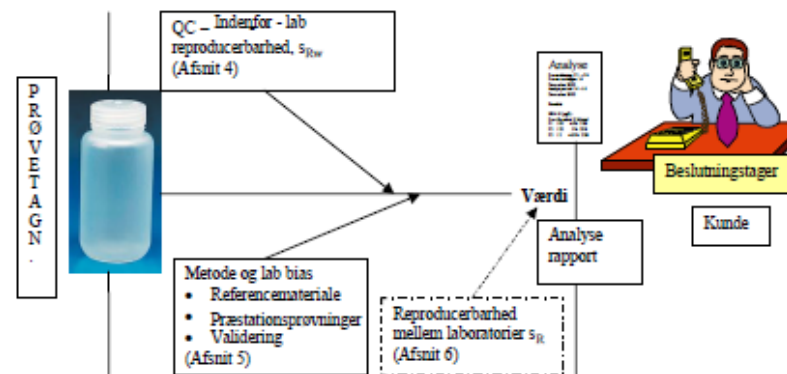 PRØVETAGN.
QC – Indenfor - lab
reproducerbarhed, sRw
(Afsnit 4)
Analyse
Beslutningstager
Værdi
Kunde
Analyse
rapport
Metode og lab bias
• Referencemateriale
• Præstationsprøvninger
• Validering
(Afsnit 5)
Reproducerbarhed
mellem laboratorier sR
(Afsnit 6)